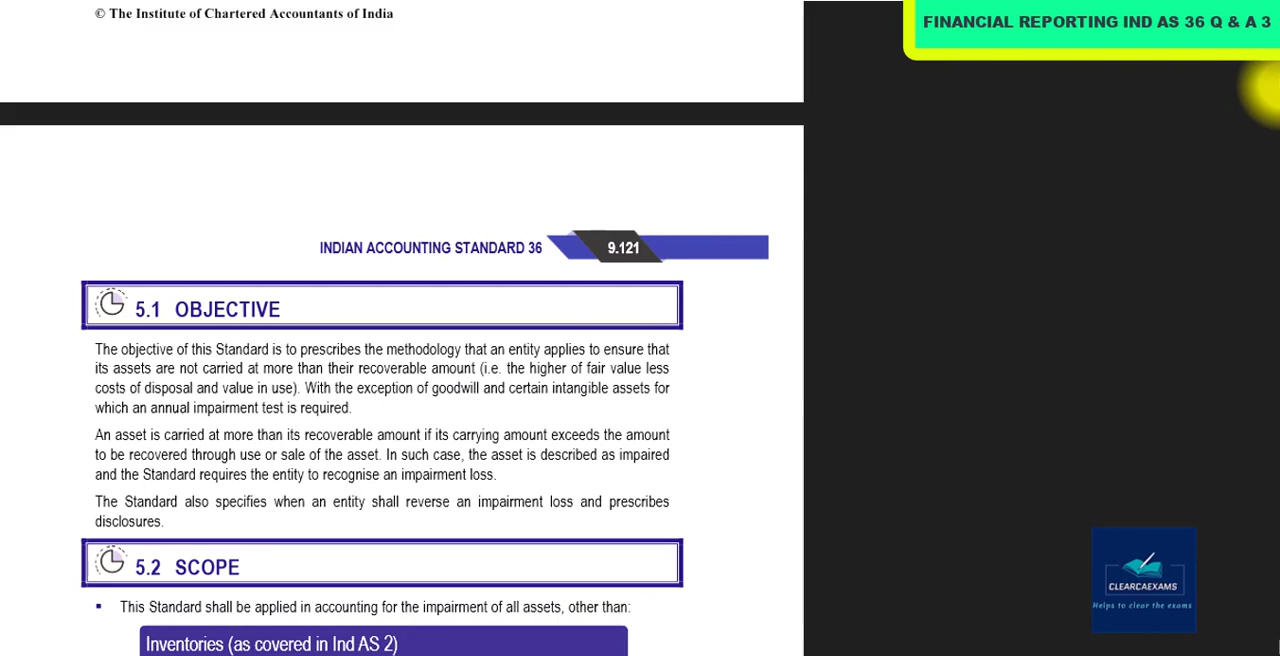 © The Institute of Chartered Accountants of India
FINANCIAL REPORTING IND AS 36 Q & A 3
INDIAN ACCOUNTING STANDARD 36
9.121
5.1 OBJECTIVE
The objective of this Standard is to prescribes the methodology that an entity applies to ensure that
its assets are not carried at more than their recoverable amount (i.e. the higher of fair value less
costs of disposal and value in use). With the exception of goodwill and certain intangible assets for
which an annual impairment test is required.
An asset is carried at more than its recoverable amount if its carrying amount exceeds the amount
to be recovered through use or sale of the asset. In such case, the asset is described as impaired
and the Standard requires the entity to recognise an impairment loss.
The Standard also specifies when an entity shall reverse an impairment loss and prescribes
disclosures.
5.2 SCOPE
▪ This Standard shall be applied in accounting for the impairment of all assets, other than:
Inventories (as covered in Ind AS 2)
CLEARCAEXAMS
Helps to clear the exams